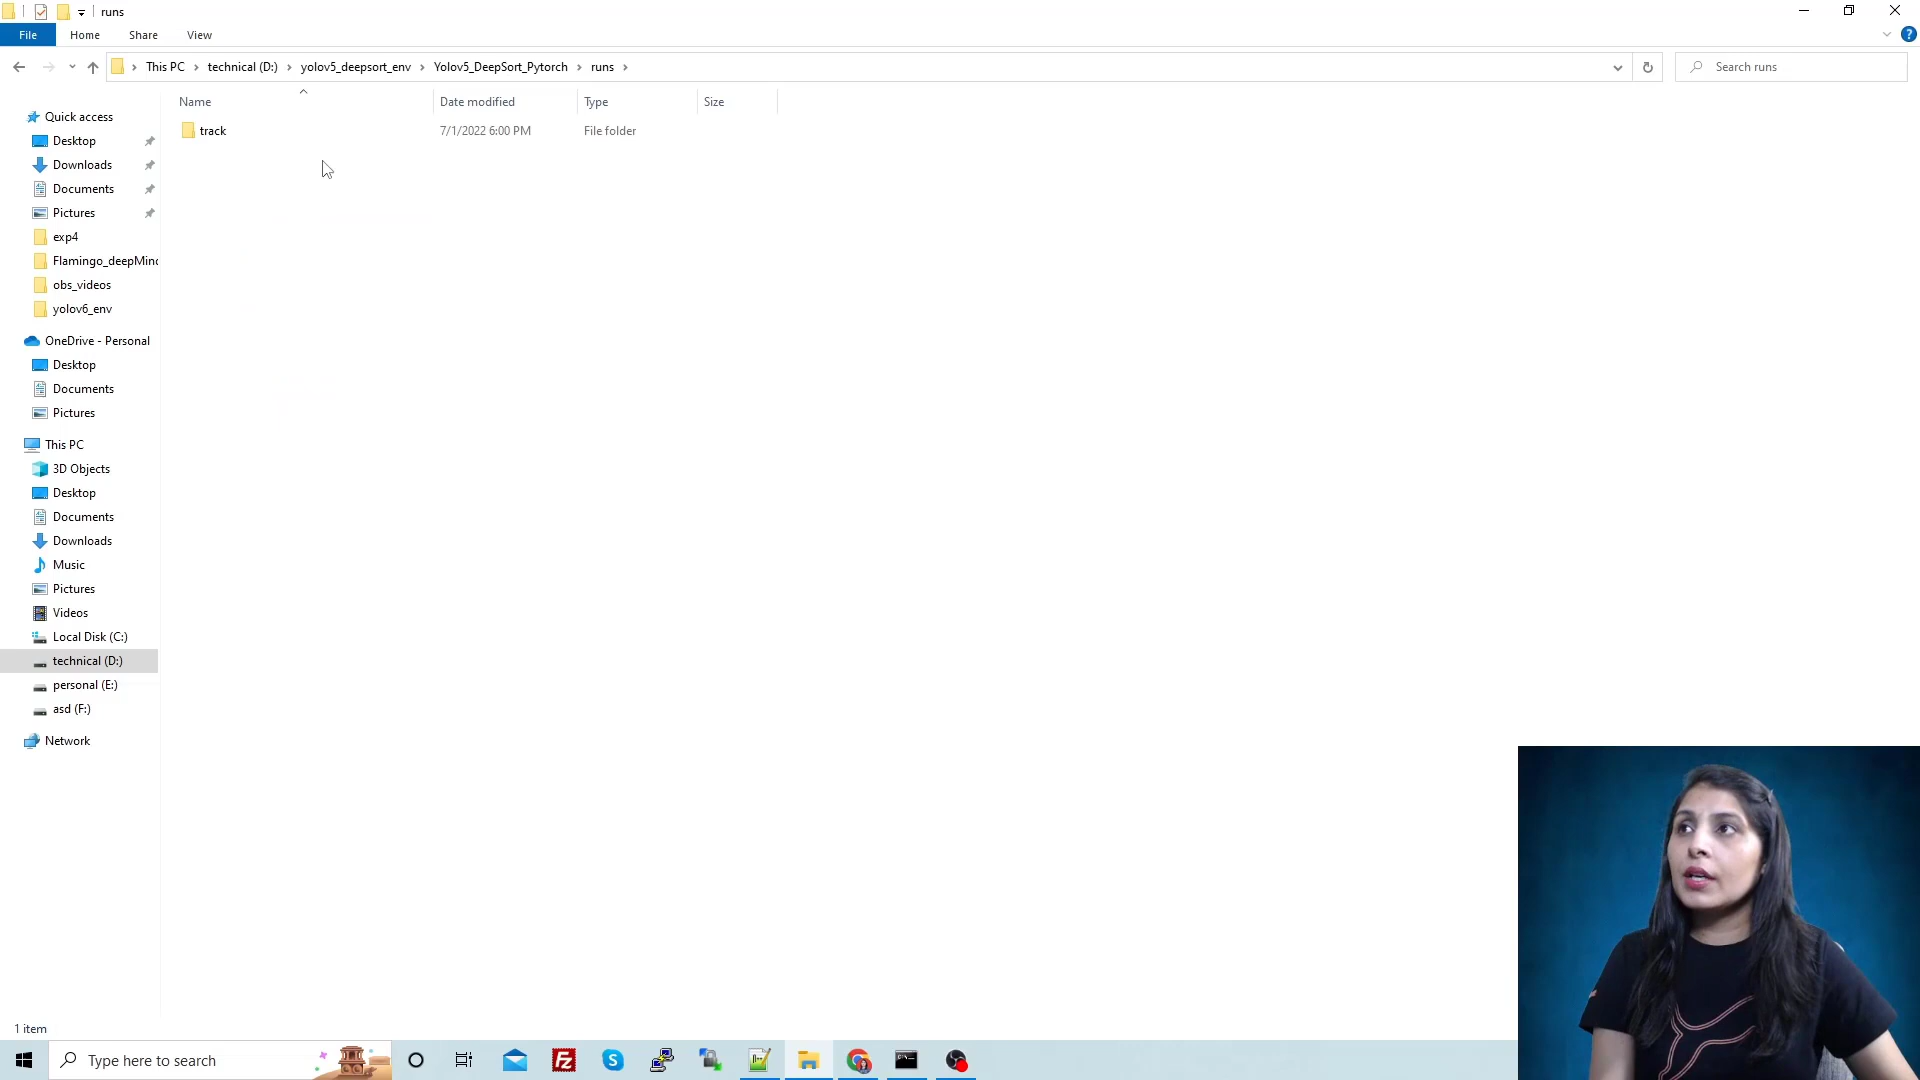 runs
File Home Share View
This PC technical (D:) yolov5_deepsort_env Yolov5_DeepSort_Pytorch runs
Search runs
Name Date modified Type Size
track 7/1/2022 6:00 PM File folder
Quick access
Desktop
Downloads
Documents
Pictures
exp4
Flamingo_deepMind
obs_videos
yolov6_env
OneDrive - Personal
Desktop
Documents
Pictures
This PC
3D Objects
Desktop
Documents
Downloads
Music
Pictures
Videos
Local Disk (C:)
technical (D:)
personal (E:)
asd (F:)
Network
1 item
Type here to search